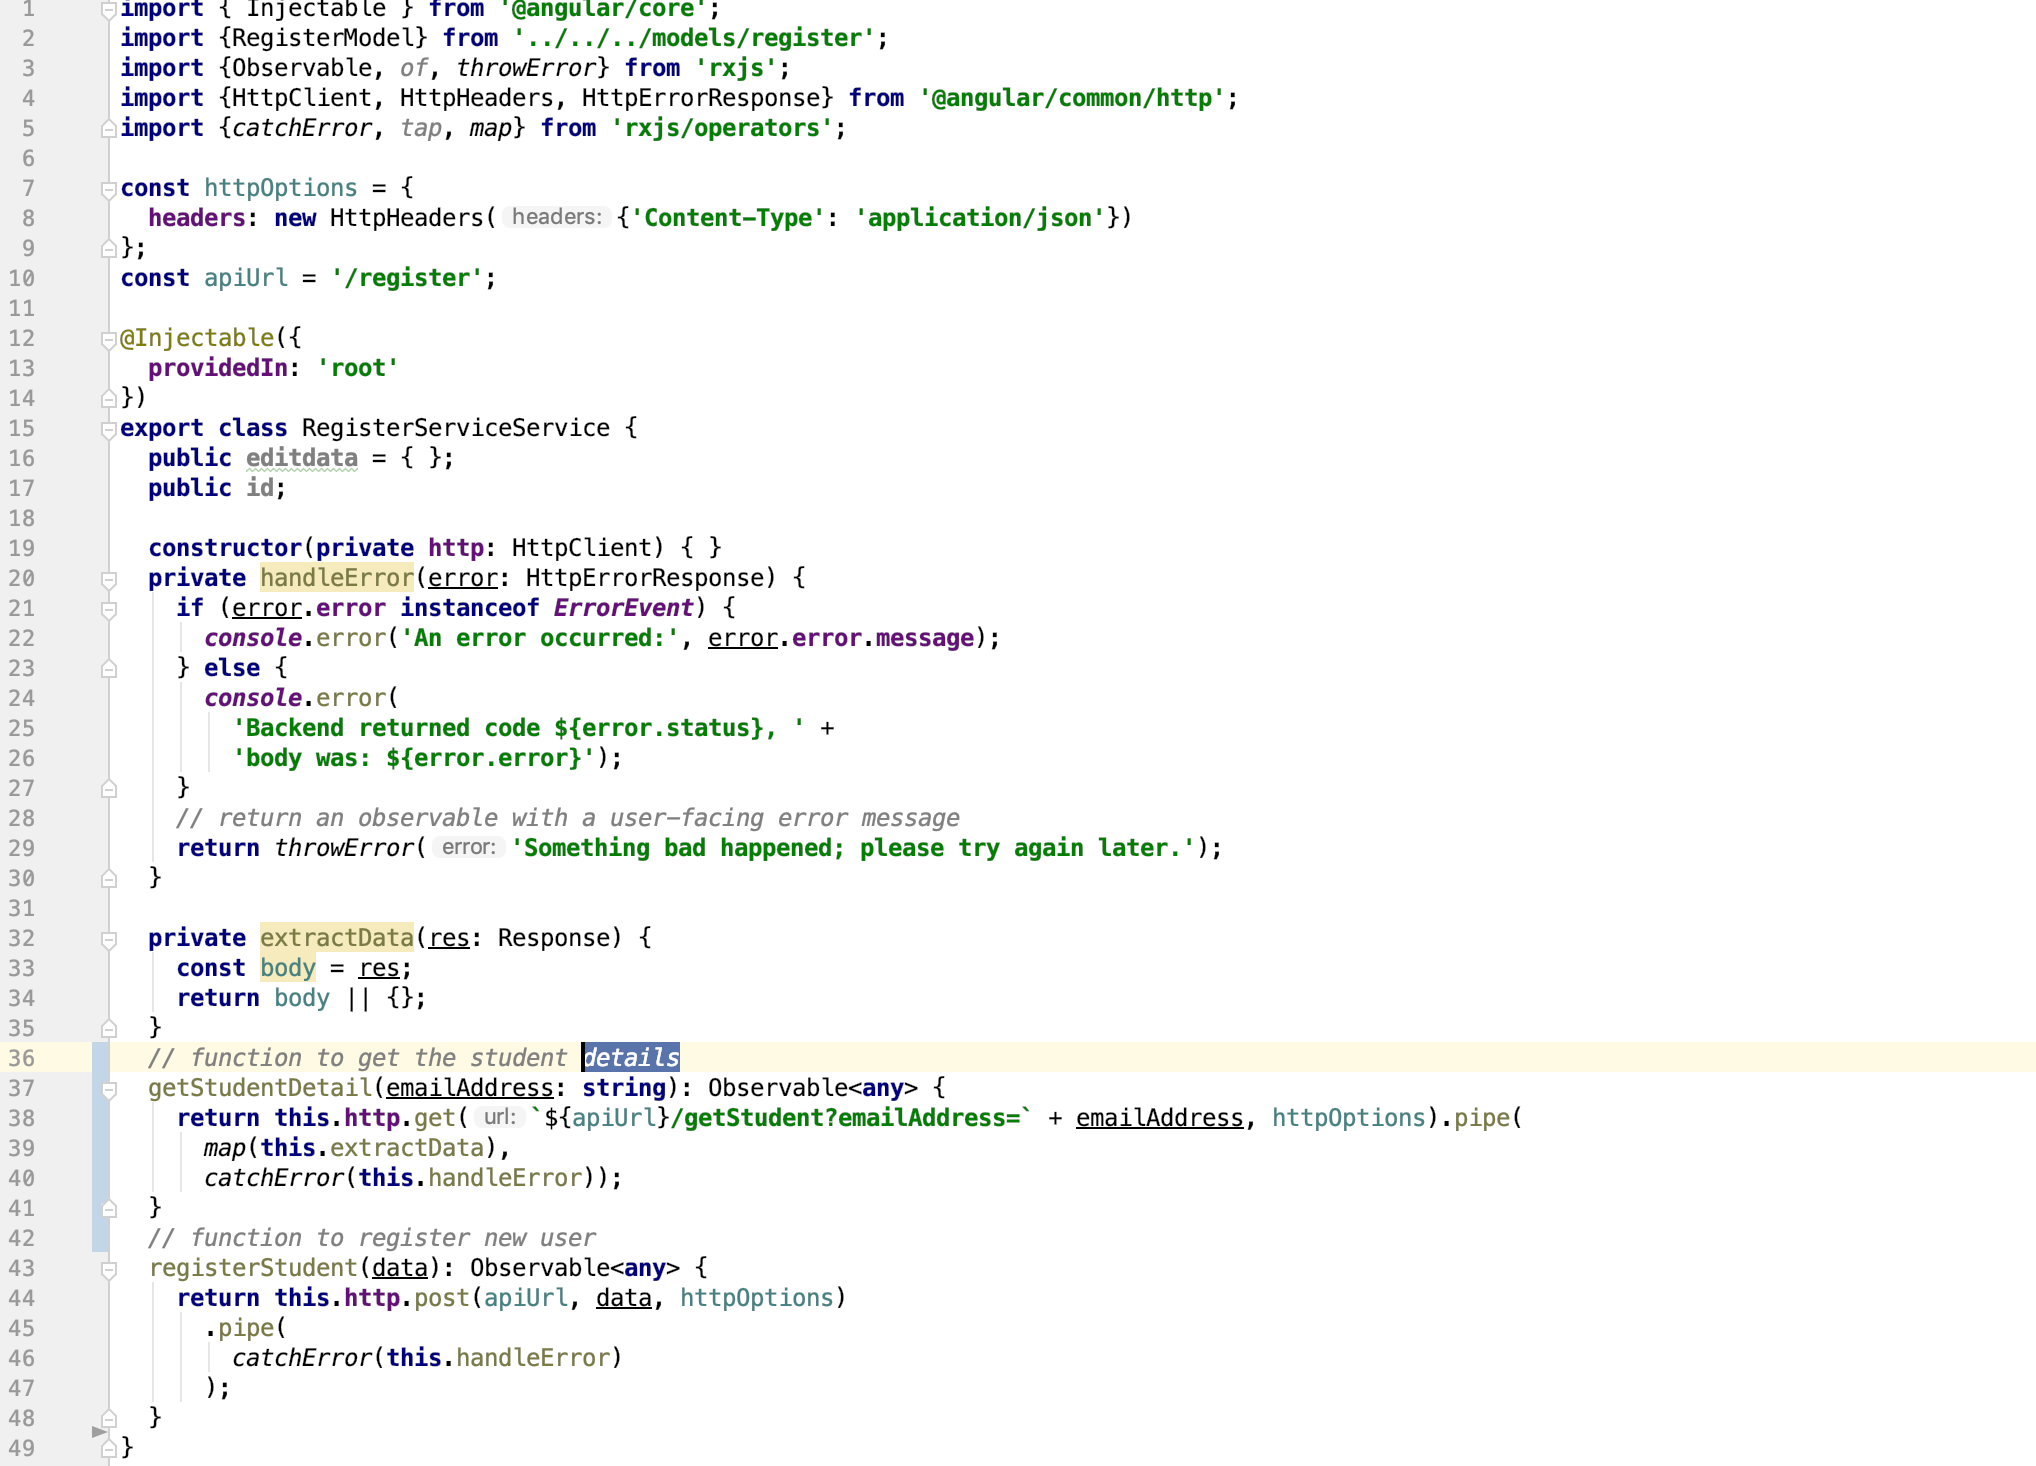 1 import { Injectable } from '@angular/core';
2 import {RegisterModel} from '../../../models/register';
3 import {Observable, of, throwError} from 'rxjs';
4 import {HttpClient, HttpHeaders, HttpErrorResponse} from '@angular/common/http';
5 import {catchError, tap, map} from 'rxjs/operators';
6
7 const httpOptions = {
8   headers: new HttpHeaders( headers: {'Content-Type': 'application/json'})
9 };
10 const apiUrl = '/register';
11
12 @Injectable({
13   providedIn: 'root'
14 })
15 export class RegisterServiceService {
16   public editdata = { };
17   public id;
18
19   constructor(private http: HttpClient) { }
20   private handleError(error: HttpErrorResponse) {
21     if (error.error instanceof ErrorEvent) {
22       console.error('An error occurred:', error.error.message);
23     } else {
24       console.error(
25         'Backend returned code ${error.status}, ' +
26         'body was: ${error.error}');
27     }
28     // return an observable with a user-facing error message
29     return throwError( error: 'Something bad happened; please try again later.');
30   }
31
32   private extractData(res: Response) {
33     const body = res;
34     return body || {};
35   }
36   // function to get the student details
37   getStudentDetail(emailAddress: string): Observable<any> {
38     return this.http.get( url: `${apiUrl}/getStudent?emailAddress=` + emailAddress, httpOptions).pipe(
39       map(this.extractData),
40       catchError(this.handleError));
41   }
42   // function to register new user
43   registerStudent(data): Observable<any> {
44     return this.http.post(apiUrl, data, httpOptions)
45       .pipe(
46         catchError(this.handleError)
47       );
48   }
49 }